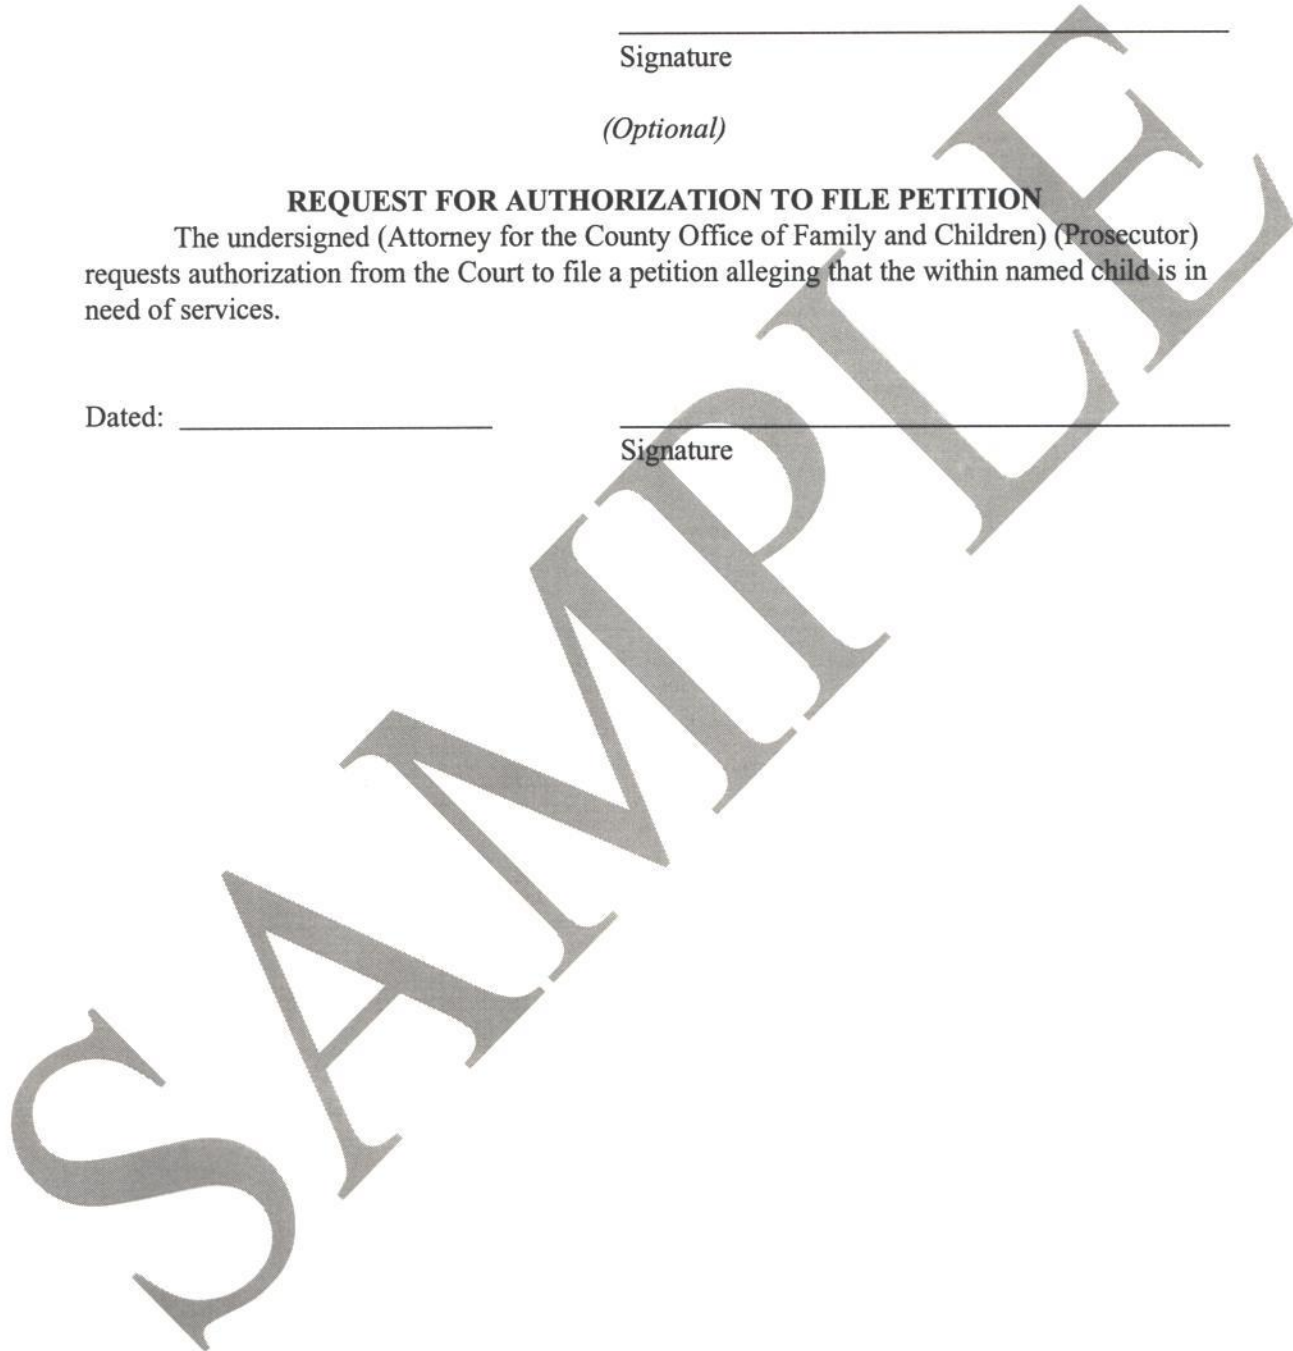 Signature
(Optional)
REQUEST FOR AUTHORIZATION TO FILE PETITION
The undersigned (Attorney for the County Office of Family and Children) (Prosecutor)
requests authorization from the Court to file a petition alleging that the within named child is in
need of services.
Dated: ____________________
Signature
SAMPLE